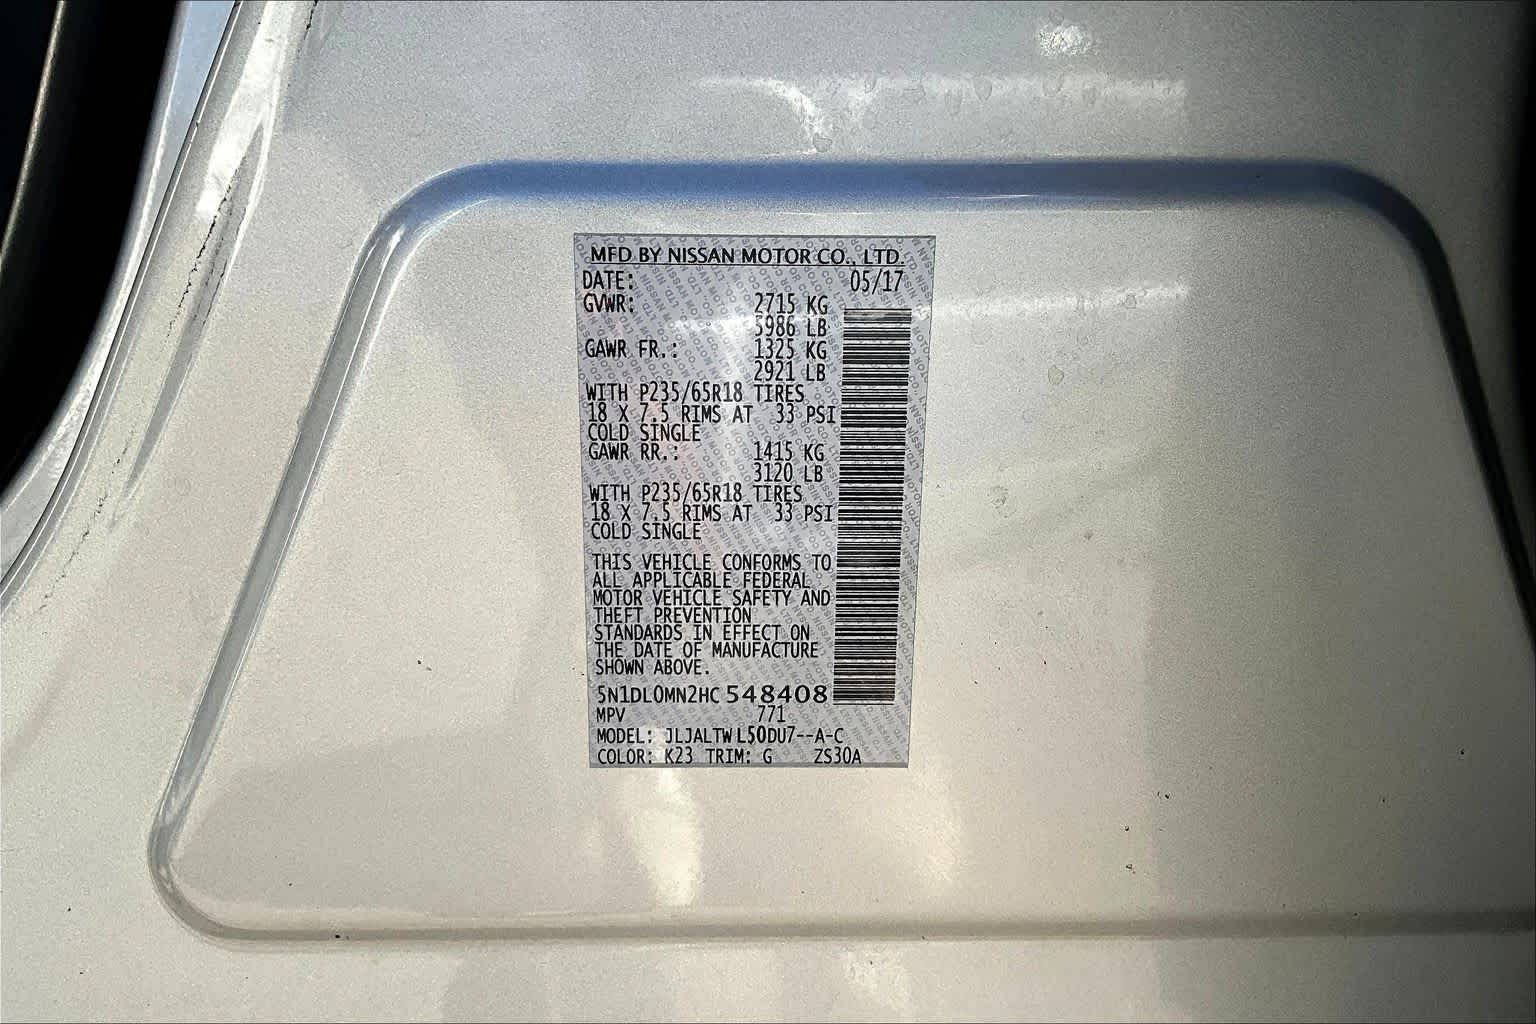 MFD BY NISSAN MOTOR CO., LTD.
DATE: 05/17
GVWR: 2715 KG
5986 LB
GAWR FR.: 1325 KG
2921 LB
WITH P235/65R18 TIRES
18 X 7.5 RIMS AT 33 PSI
COLD SINGLE
GAWR RR.: 1415 KG
3120 LB
WITH P235/65R18 TIRES
18 X 7.5 RIMS AT 33 PSI
COLD SINGLE
THIS VEHICLE CONFORMS TO
ALL APPLICABLE FEDERAL
MOTOR VEHICLE SAFETY AND
THEFT PREVENTION
STANDARDS IN EFFECT ON
THE DATE OF MANUFACTURE
SHOWN ABOVE.
5N1DL0MN2HC548408
MPV 771
MODEL: JLJALTWL50DU7--A-C
COLOR: K23 TRIM: G ZS30A